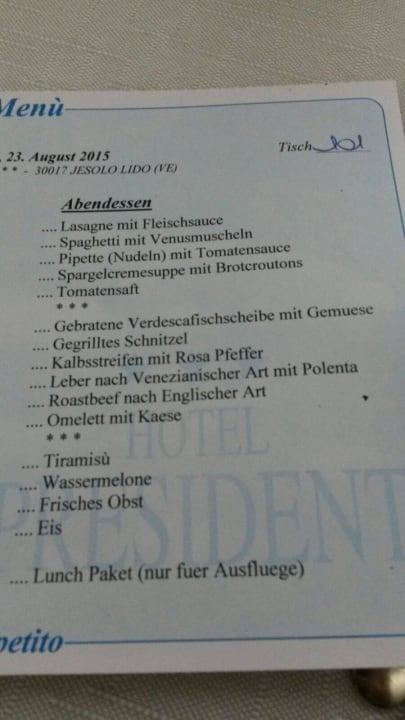 Menù
, 23. August 2015
Tisch 101
* * - 30017 JESOLO LIDO (VE)
Abendessen
.... Lasagne mit Fleischsauce
.... Spaghetti mit Venusmuscheln
.... Pipette (Nudeln) mit Tomatensauce
.... Spargelcremesuppe mit Brotcroutons
.... Tomatensaft
* * *
.... Gebratene Verdescafischscheibe mit Gemuese
.... Gegrilltes Schnitzel
.... Kalbsstreifen mit Rosa Pfeffer
.... Leber nach Venezianischer Art mit Polenta
.... Roastbeef nach Englischer Art
.... Omelett mit Kaese
* * *
HOTEL
.... Tiramisù
.... Wassermelone
.... Frisches Obst
.... Eis
PRESIDENT
.... Lunch Paket (nur fuer Ausfluege)
petito